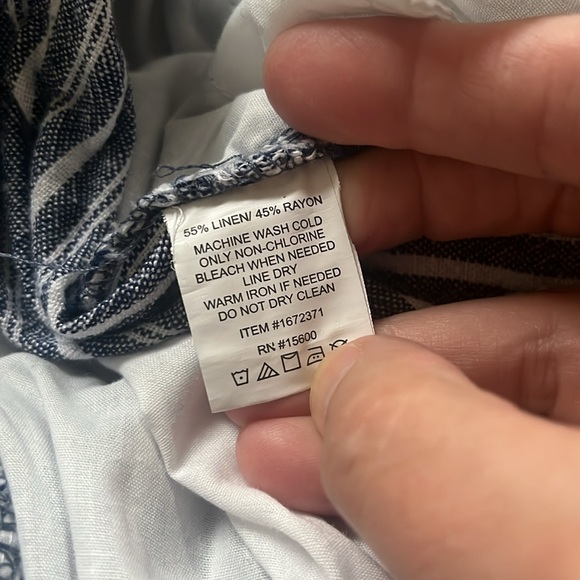 55% LINEN/ 45% RAYON
MACHINE WASH COLD
ONLY NON-CHLORINE
BLEACH WHEN NEEDED
LINE DRY
WARM IRON IF NEEDED
DO NOT DRY CLEAN
ITEM #1672371
RN #15600